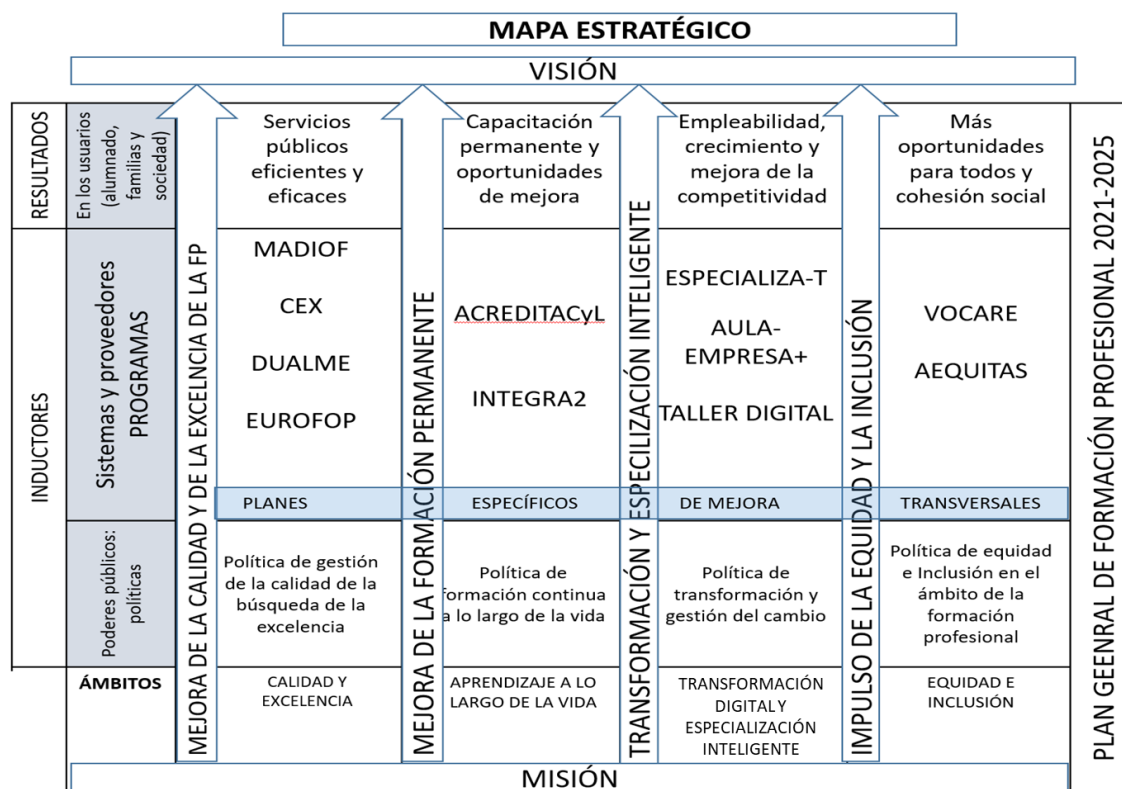 MAPA ESTRATÉGICO
VISIÓN
RESULTADOS
En los usuarios
(alumnado,
familias y
sociedad)
Servicios
públicos
eficientes y
eficaces
Capacitación
permanente y
oportunidades
de mejora
Empleabilidad,
crecimiento y
mejora de la
competitividad
Más
oportunidades
para todos y
cohesión social
INDUCTORES
Sistemas y proveedores
PROGRAMAS
MADIOF
CEX
DUALME
EUROFOP
ACREDITACyL
INTEGRA2
ESPECIALIZA-T
AULA-
EMPRESA+
TALLER DIGITAL
VOCARE
AEQUITAS
PLANES
ESPECÍFICOS
DE MEJORA
TRANSVERSALES
Poderes públicos:
políticas
Política de gestión
de la calidad de la
búsqueda de la
excelencia
Política de
formación continua
a lo largo de la vida
Política de
transformación y
gestión del cambio
Política de equidad
e Inclusión en el
ámbito de la
formación
profesional
ÁMBITOS
CALIDAD Y
EXCELENCIA
APRENDIZAJE A LO
LARGO DE LA VIDA
TRANSFORMACIÓN
DIGITAL Y
ESPECIALIZACIÓN
INTELIGENTE
EQUIDAD E
INCLUSIÓN
MEJORA DE LA CALIDAD Y DE LA EXCELENCIA DE LA FP
MEJORA DE LA FORMACIÓN PERMANENTE
TRANSFORMACIÓN Y ESPECILIZACIÓN INTELIGENTE
IMPULSO DE LA EQUIDAD Y LA INCLUSIÓN
PLAN GEENRAL DE FORMACIÓN PROFESIONAL 2021-2025
MISIÓN